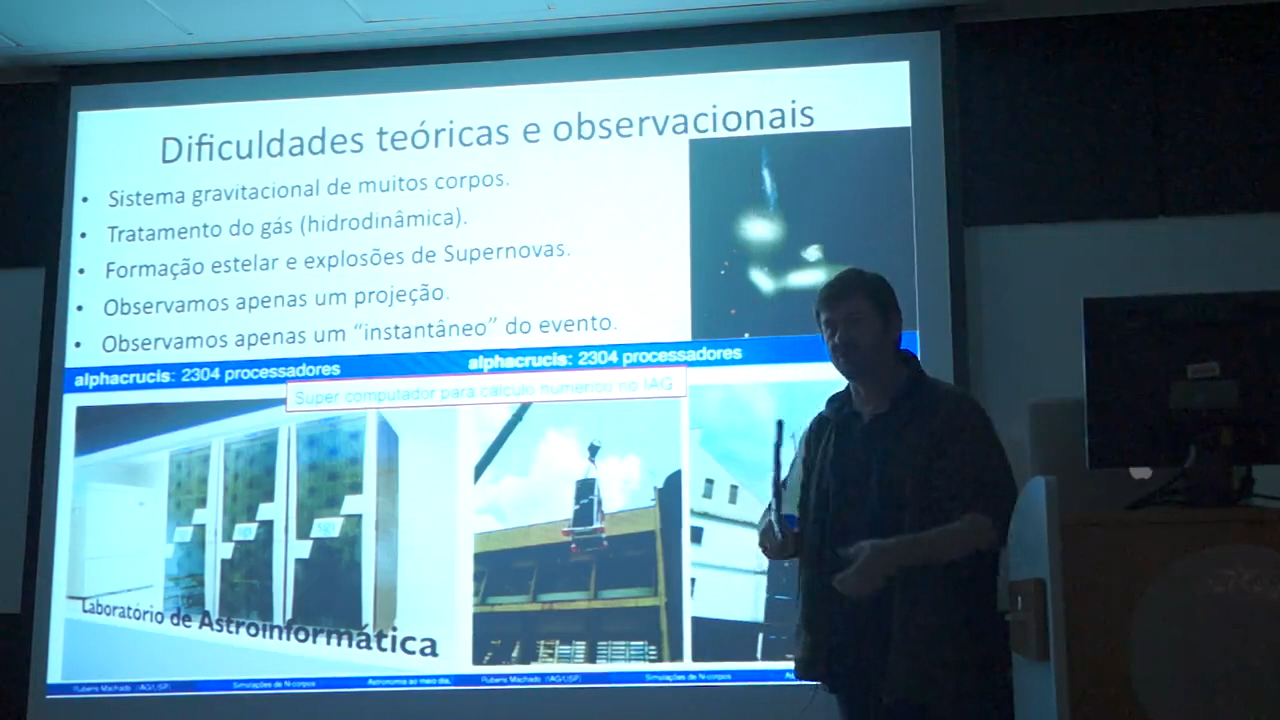 Dificuldades teóricas e observacionais
• Sistema gravitacional de muitos corpos.
• Tratamento do gás (hidrodinâmica).
• Formação estelar e explosões de Supernovas.
• Observamos apenas um projeção.
• Observamos apenas um “instantâneo” do evento.
alphacrucis: 2304 processadores
alphacrucis: 2304 processadores
Super computador para calculo numerico no IAG
Laboratório de Astroinformática
Rubens Machado (IAG/USP) Simulações de N-corpos Astronomia ao meio dia,
Rubens Machado (IAG/USP) Simulações de N-corpos